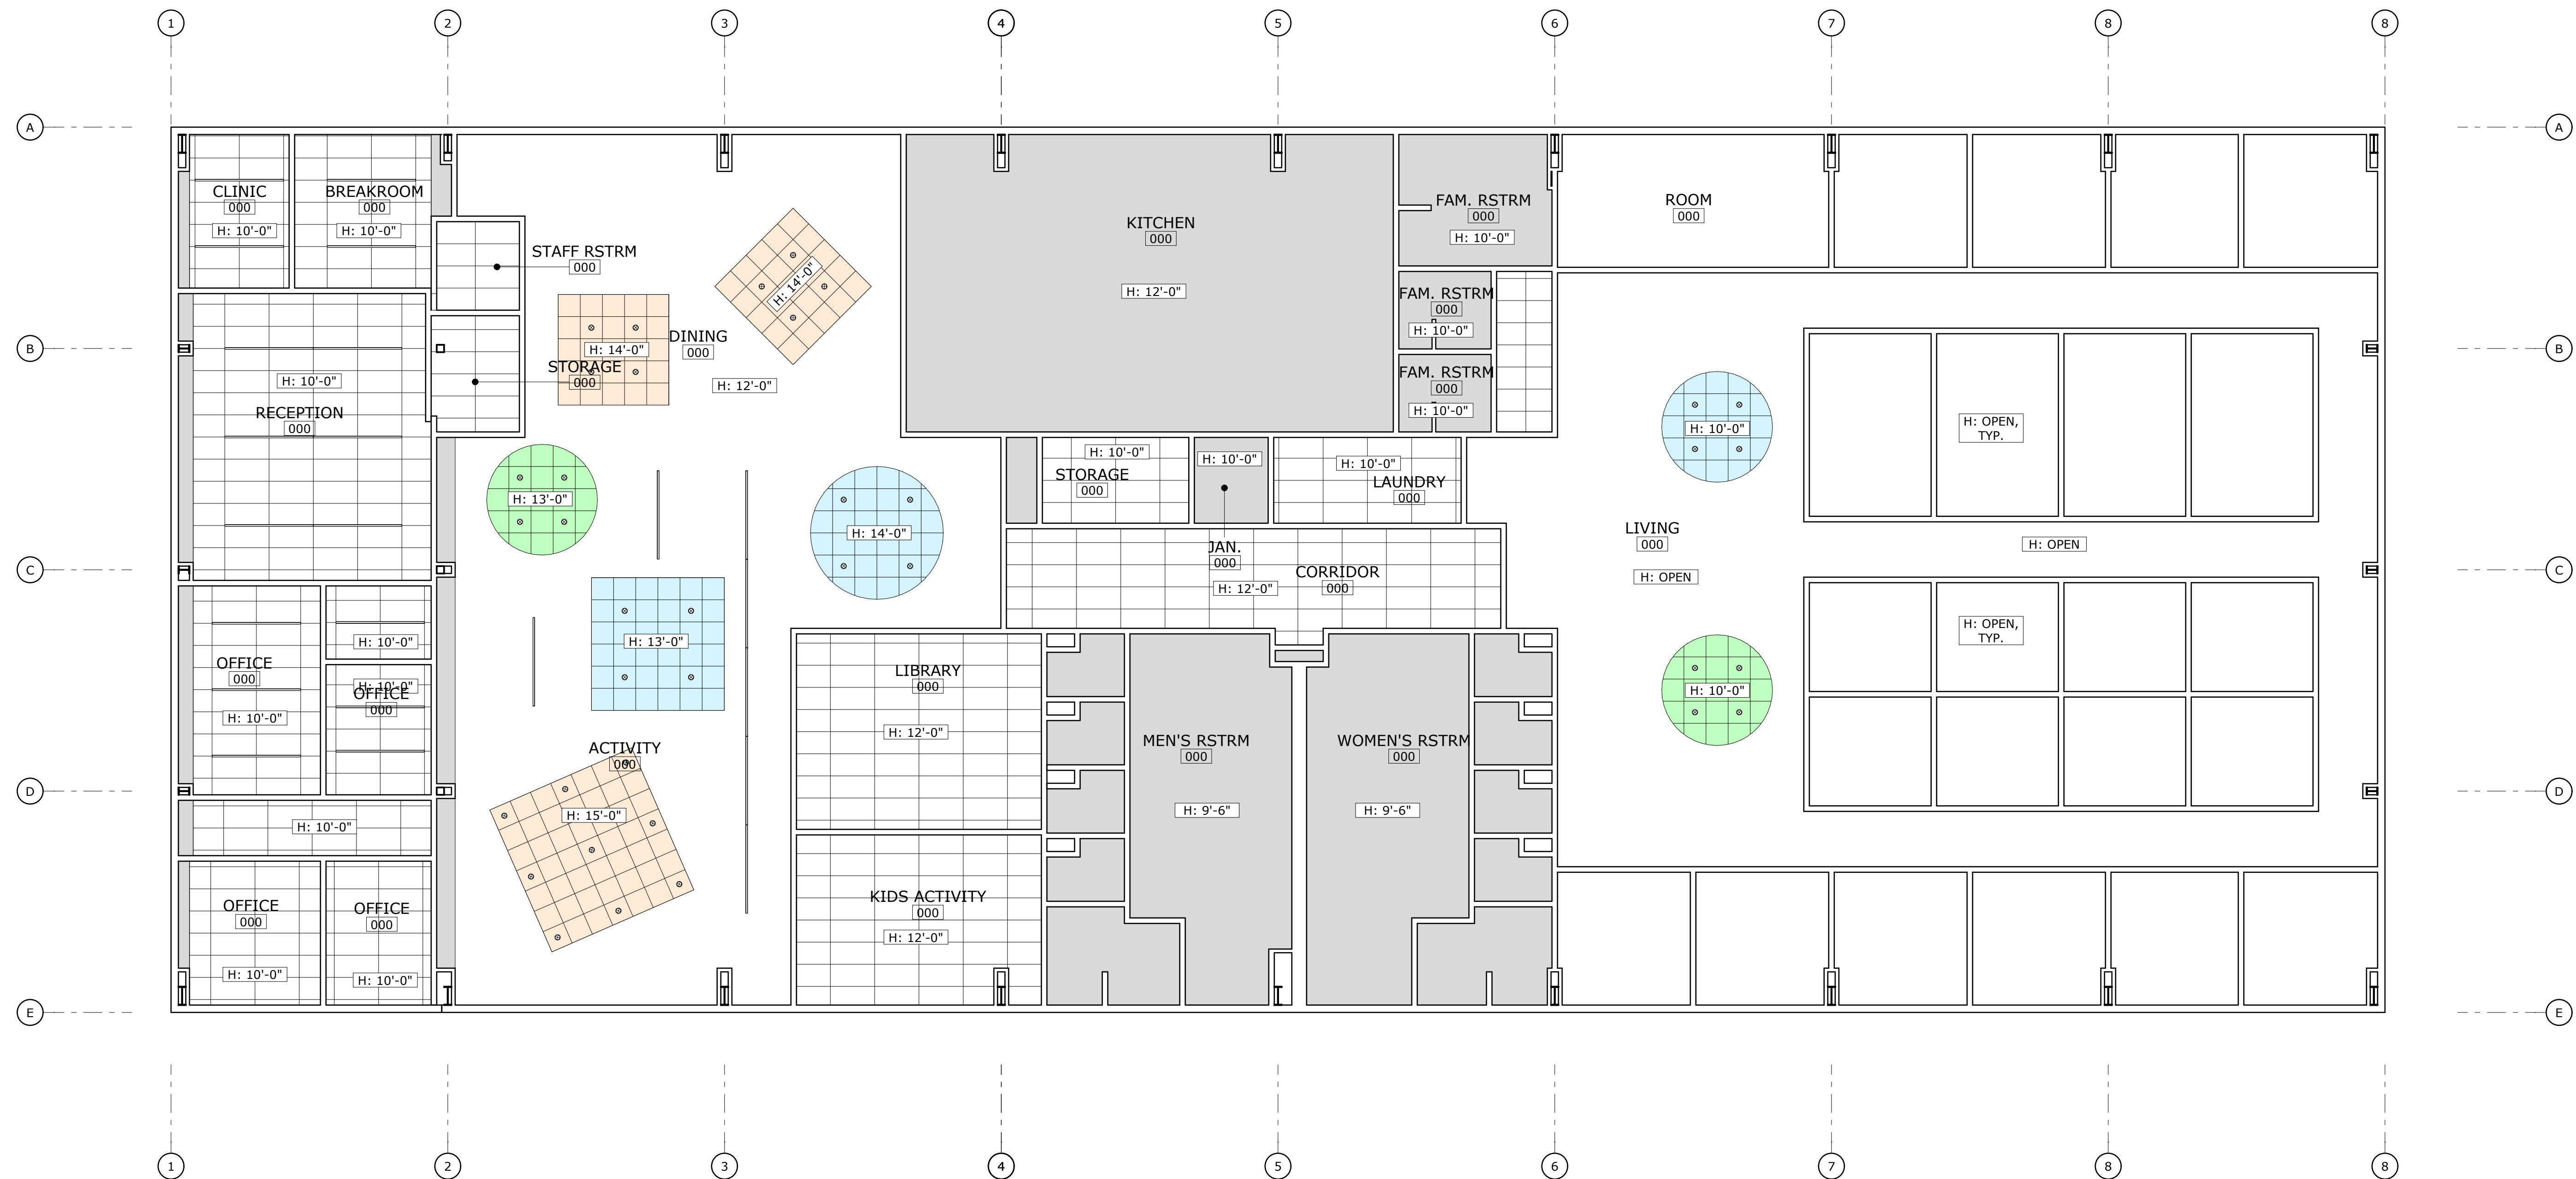 1 2 3 4 5 6 7 8 8
A A
CLINIC
000
H: 10'-0"
BREAKROOM
000
H: 10'-0"
STAFF RSTRM
000
H: 14'-0"
KITCHEN
000
H: 12'-0"
FAM. RSTRM
000
H: 10'-0"
ROOM
000
FAM. RSTRM
000
H: 10'-0"
B B
H: 14'-0"
DINING
000
STORAGE
000
H: 12'-0"
FAM. RSTRM
000
H: 10'-0"
H: 10'-0"
RECEPTION
000
H: 10'-0"
H: OPEN,
TYP.
H: 10'-0"
STORAGE
000
H: 10'-0"
H: 10'-0"
LAUNDRY
000
H: 13'-0"
H: 14'-0"
JAN.
000
LIVING
000
H: OPEN
H: OPEN
C C
CORRIDOR
000
H: 12'-0"
H: OPEN,
TYP.
H: 10'-0"
H: 13'-0"
OFFICE
000
H: 10'-0"
H: 10'-0"
OFFICE
000
LIBRARY
000
H: 12'-0"
H: 10'-0"
ACTIVITY
000
MEN'S RSTRM
000
WOMEN'S RSTRM
000
D D
H: 15'-0"
H: 9'-6"
H: 9'-6"
H: 10'-0"
OFFICE
000
H: 10'-0"
OFFICE
000
H: 10'-0"
KIDS ACTIVITY
000
H: 12'-0"
E E
1 2 3 4 5 6 7 8 8